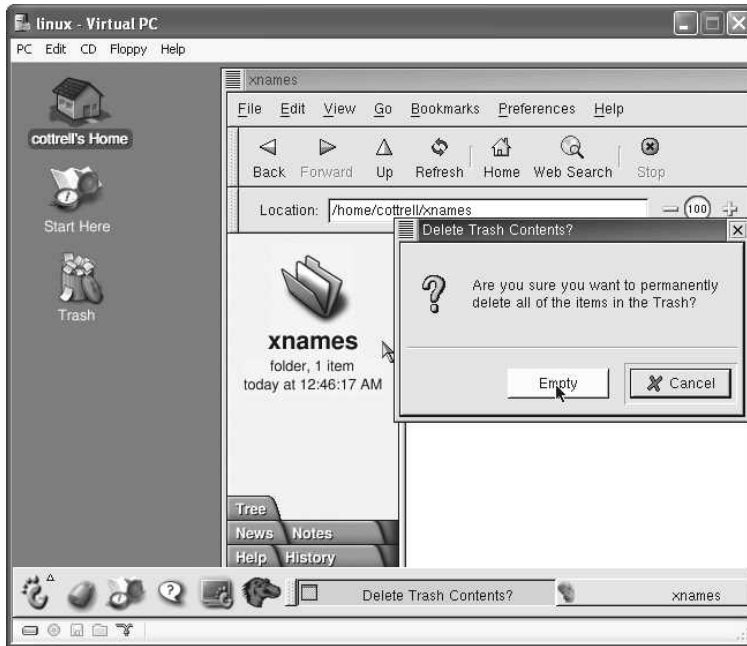 linux - Virtual PC
PC Edit CD Floppy Help
cottrell's Home
Start Here
Trash
xnames
File Edit View Go Bookmarks Preferences Help
Back Forward Up Refresh Home Web Search Stop
Location: /home/cottrell/xnames
100
Delete Trash Contents?
Are you sure you want to permanently
delete all of the items in the Trash?
Empty Cancel
xnames
folder, 1 item
today at 12:46:17 AM
Tree
News Notes
Help History
Delete Trash Contents? xnames